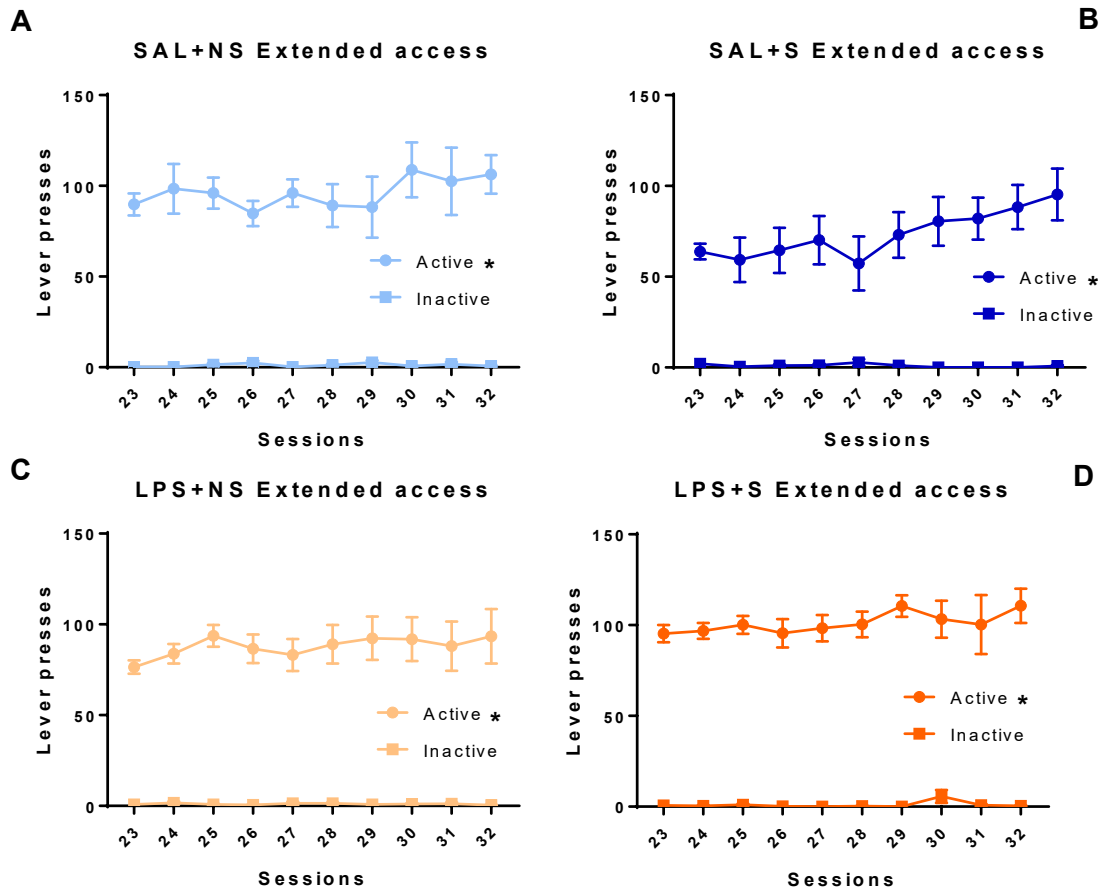 A
SAL+NS Extended access
150
100
50
0
Lever presses
Active *
Inactive
23 24 25 26 27 28 29 30 31 32
Sessions
B
SAL+S Extended access
150
100
50
0
Lever presses
Active *
Inactive
23 24 25 26 27 28 29 30 31 32
Sessions
C
LPS+NS Extended access
150
100
50
0
Lever presses
Active *
Inactive
23 24 25 26 27 28 29 30 31 32
Sessions
D
LPS+S Extended access
150
100
50
0
Lever presses
Active *
Inactive
23 24 25 26 27 28 29 30 31 32
Sessions